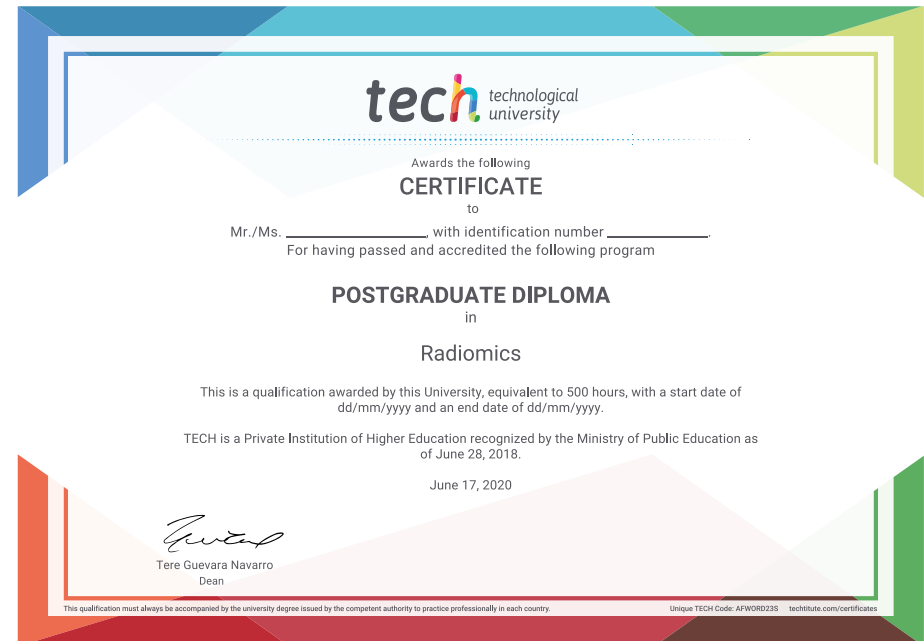 tech technological
university
Awards the following
CERTIFICATE
to
Mr./Ms. ____________________, with identification number ______________.
For having passed and accredited the following program
POSTGRADUATE DIPLOMA
in
Radiomics
This is a qualification awarded by this University, equivalent to 500 hours, with a start date of
dd/mm/yyyy and an end date of dd/mm/yyyy.
TECH is a Private Institution of Higher Education recognized by the Ministry of Public Education as
of June 28, 2018.
June 17, 2020
Tere Guevara Navarro
Dean
This qualification must always be accompanied by the university degree issued by the competent authority to practice professionally in each country. Unique TECH Code: AFWORD23S techtitute.com/certificates